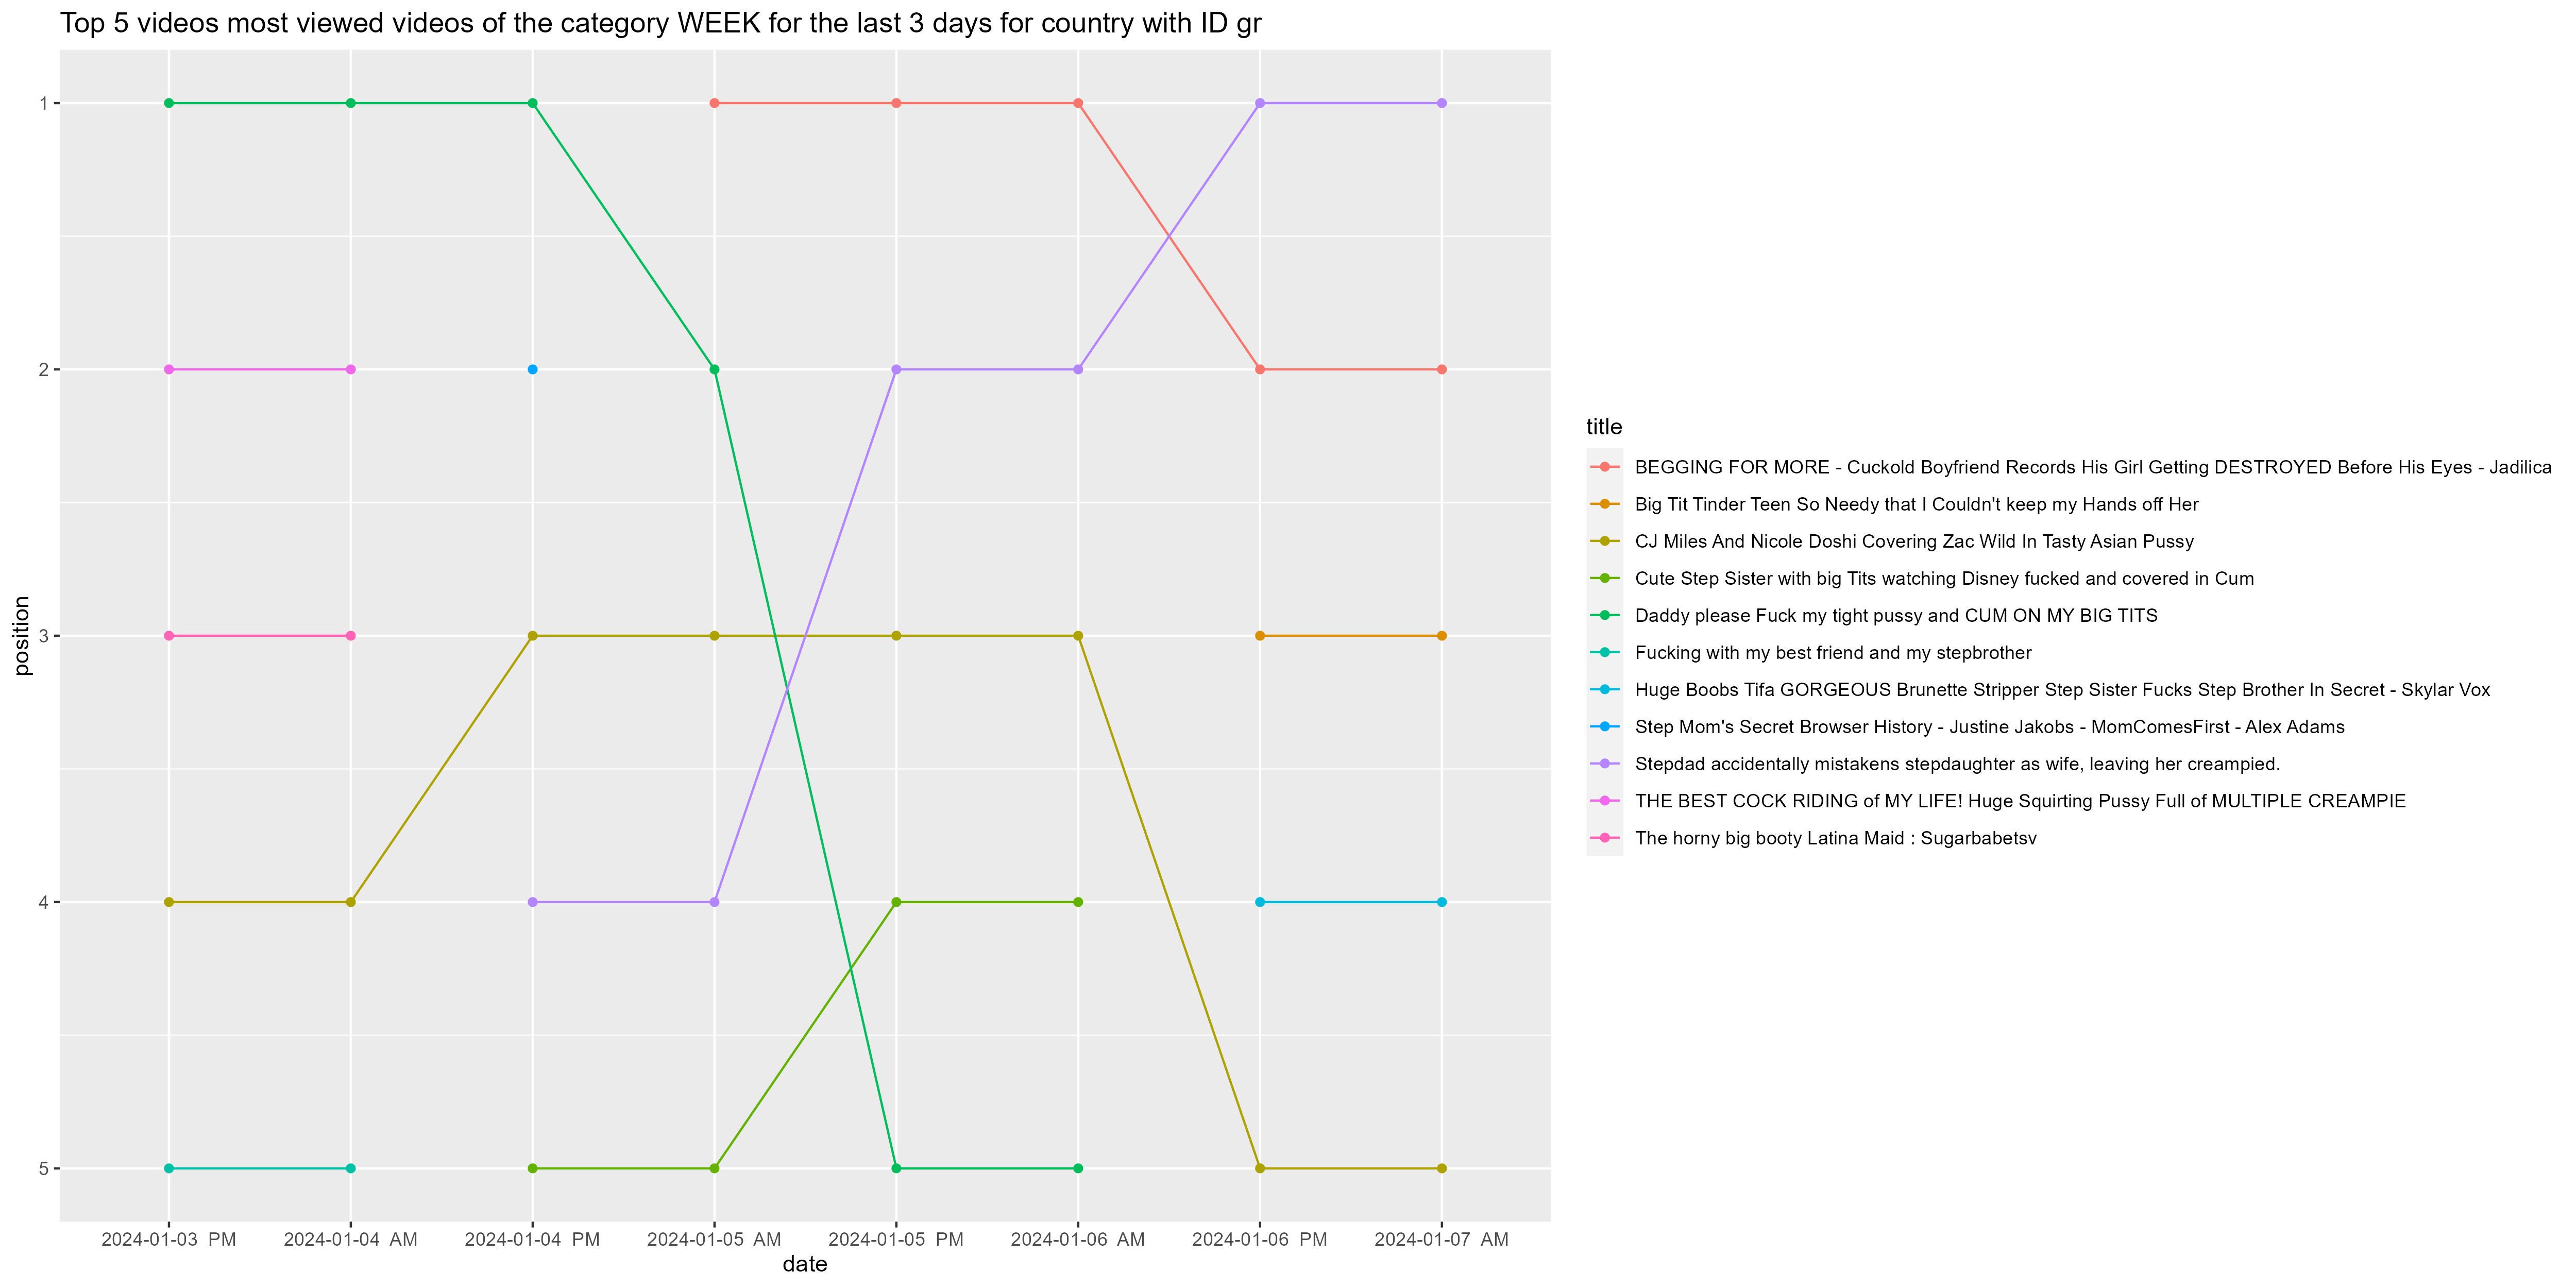 Top 5 videos most viewed videos of the category WEEK for the last 3 days for country with ID gr
1
2
3
4
5
position
2024-01-03 PM
2024-01-04 AM
2024-01-04 PM
2024-01-05 AM
2024-01-05 PM
2024-01-06 AM
2024-01-06 PM
2024-01-07 AM
date
title
BEGGING FOR MORE - Cuckold Boyfriend Records His Girl Getting DESTROYED Before His Eyes - Jadilica
Big Tit Tinder Teen So Needy that I Couldn't keep my Hands off Her
CJ Miles And Nicole Doshi Covering Zac Wild In Tasty Asian Pussy
Cute Step Sister with big Tits watching Disney fucked and covered in Cum
Daddy please Fuck my tight pussy and CUM ON MY BIG TITS
Fucking with my best friend and my stepbrother
Huge Boobs Tifa GORGEOUS Brunette Stripper Step Sister Fucks Step Brother In Secret - Skylar Vox
Step Mom's Secret Browser History - Justine Jakobs - MomComesFirst - Alex Adams
Stepdad accidentally mistakens stepdaughter as wife, leaving her creampied.
THE BEST COCK RIDING of MY LIFE! Huge Squirting Pussy Full of MULTIPLE CREAMPIE
The horny big booty Latina Maid : Sugarbabetsv